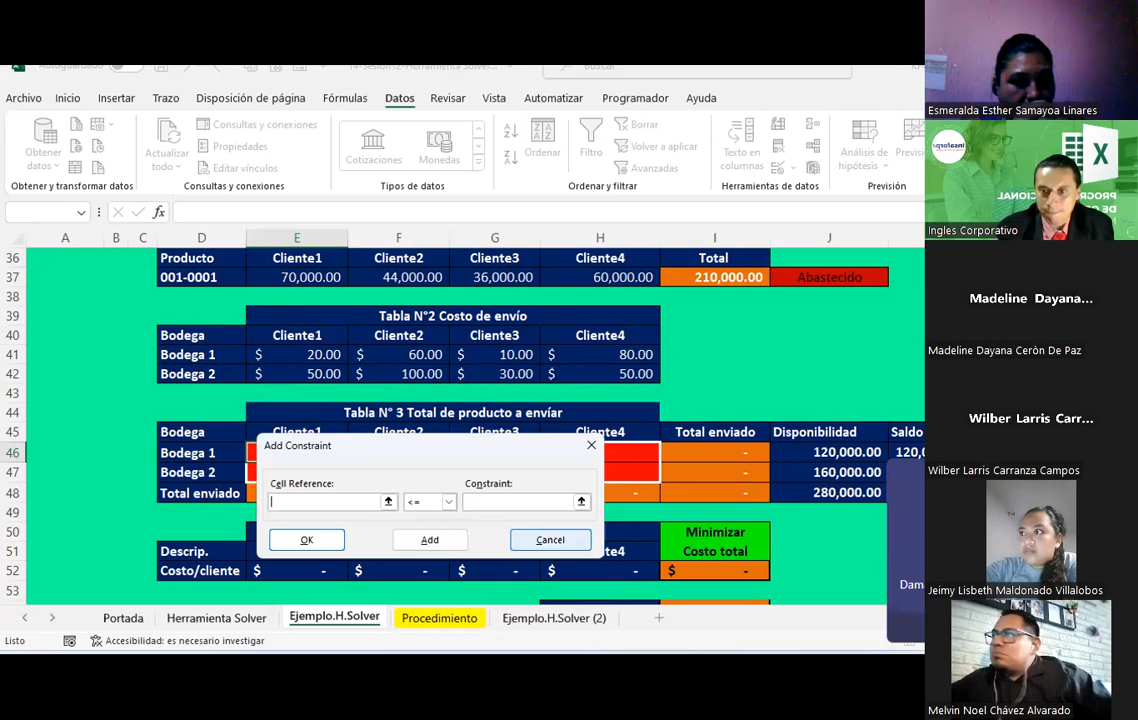 Autoguardado
Buscar
Archivo Inicio Insertar Trazo Disposición de página Fórmulas Datos Revisar Vista Automatizar Programador Ayuda
Obtener datos
Actualizar todo
Consultas y conexiones
Propiedades
Editar vínculos
Cotizaciones
Monedas
Ordenar
Filtro
Borrar
Volver a aplicar
Avanzadas
Texto en columnas
Análisis de hipótesis
Obtener y transformar datos Consultas y conexiones Tipos de datos Ordenar y filtrar Herramientas de datos Previsión
fx
A B C D E F G H I J
36 Producto Cliente1 Cliente2 Cliente3 Cliente4 Total
37 001-0001 70,000.00 44,000.00 36,000.00 60,000.00 210,000.00 Abastecido
38
39 Tabla N°2 Costo de envío
40 Bodega Cliente1 Cliente2 Cliente3 Cliente4
41 Bodega 1 $ 20.00 $ 60.00 $ 10.00 $ 80.00
42 Bodega 2 $ 50.00 $ 100.00 $ 30.00 $ 50.00
43
44 Tabla N° 3 Total de producto a envíar
45 Bodega Cliente1 Cliente2 Cliente3 Cliente4 Total enviado Disponibilidad Saldo
46 Bodega 1 - 120,000.00 120,
47 Bodega 2 - 160,000.00
48 Total enviado - - 280,000.00
49
50 Minimizar
51 Descrip. Costo total
52 Costo/cliente $ - $ - $ - $ - $ -
53
Add Constraint
Cell Reference:
Constraint:
<=
OK Add Cancel
Portada Herramienta Solver Ejemplo.H.Solver Procedimiento Ejemplo.H.Solver (2)
Listo
Accesibilidad: es necesario investigar
Esmeralda Esther Samayoa Linares
Insaforp
X
Ingles Corporativo
Madeline Dayana...
Madeline Dayana Ceròn De Paz
Wilber Larris Carr...
Wilber Larris Carranza Campos
Jeimy Lisbeth Maldonado Villalobos
Melvin Noel Chávez Alvarado